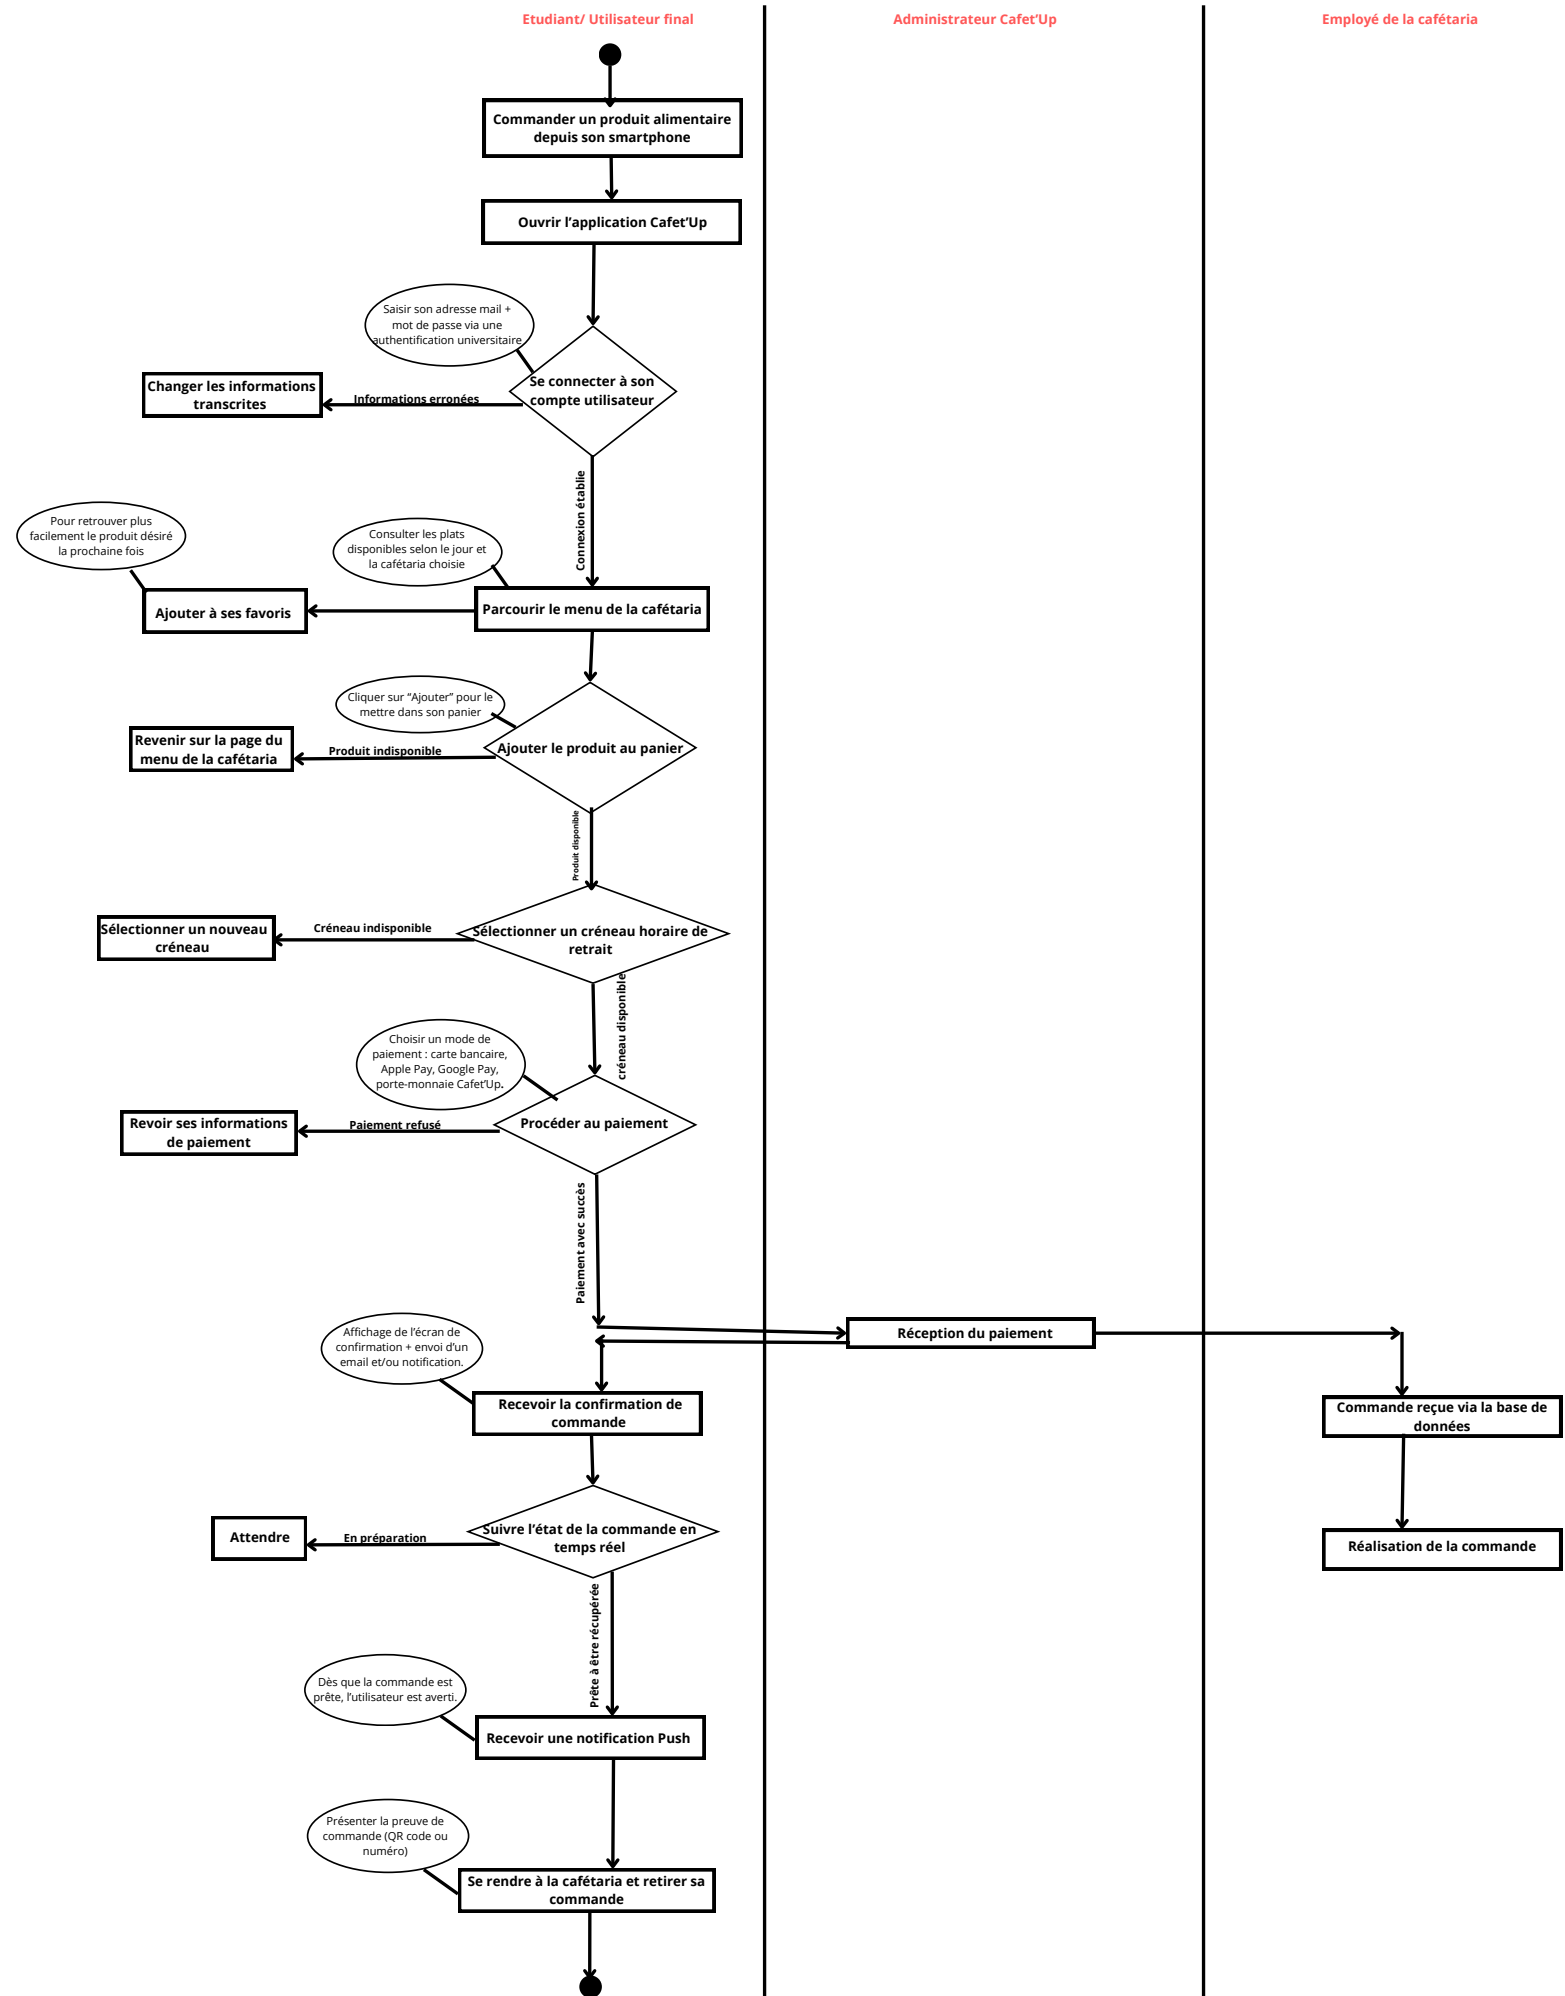 Etudiant/ Utilisateur final
Administrateur Cafet’Up
Employé de la cafétaria
Commander un produit alimentaire
depuis son smartphone
Ouvrir l’application Cafet’Up
Saisir son adresse mail +
mot de passe via une
authentification universitaire
Se connecter à son
compte utilisateur
Changer les informations
transcrites
Informations erronées
Connexion établie
Pour retrouver plus
facilement le produit désiré
la prochaine fois
Consulter les plats
disponibles selon le jour et
la cafétaria choisie
Ajouter à ses favoris
Parcourir le menu de la cafétaria
Cliquer sur “Ajouter” pour le
mettre dans son panier
Revenir sur la page du
menu de la cafétaria
Produit indisponible
Ajouter le produit au panier
Produit disponible
Sélectionner un nouveau
créneau
Créneau indisponible
Sélectionner un créneau horaire de
retrait
créneau disponible
Choisir un mode de
paiement : carte bancaire,
Apple Pay, Google Pay,
porte-monnaie Cafet’Up.
Revoir ses informations
de paiement
Paiement refusé
Procéder au paiement
Paiement avec succès
Réception du paiement
Affichage de l’écran de
confirmation + envoi d’un
email et/ou notification.
Recevoir la confirmation de
commande
Commande reçue via la base de
données
Attendre
En préparation
Suivre l’état de la commande en
temps réel
Réalisation de la commande
Prête à être récupérée
Dès que la commande est
prête, l’utilisateur est averti.
Recevoir une notification Push
Présenter la preuve de
commande (QR code ou
numéro)
Se rendre à la cafétaria et retirer sa
commande